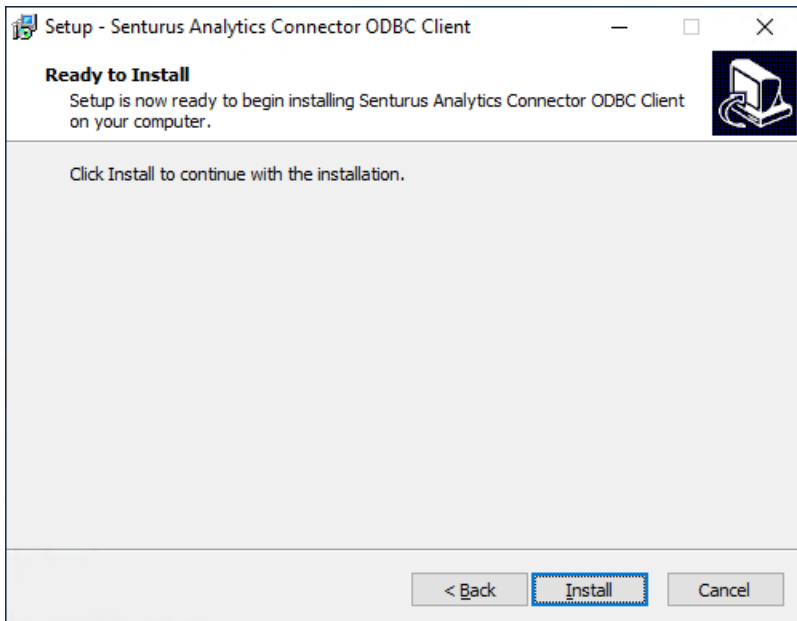 Setup - Senturus Analytics Connector ODBC Client
Ready to Install
Setup is now ready to begin installing Senturus Analytics Connector ODBC Client
on your computer.
Click Install to continue with the installation.
< Back
Install
Cancel